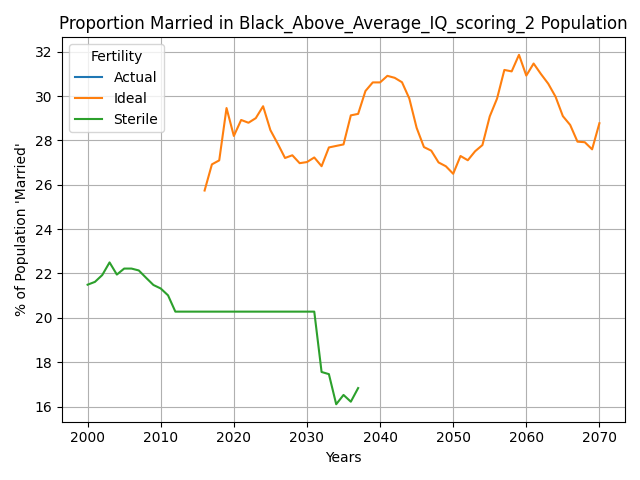 Proportion Married in Black_Above_Average_IQ_scoring_2 Population
Fertility
Actual
Ideal
Sterile
% of Population 'Married'
32
30
28
26
24
22
20
18
16
2000 2010 2020 2030 2040 2050 2060 2070
Years